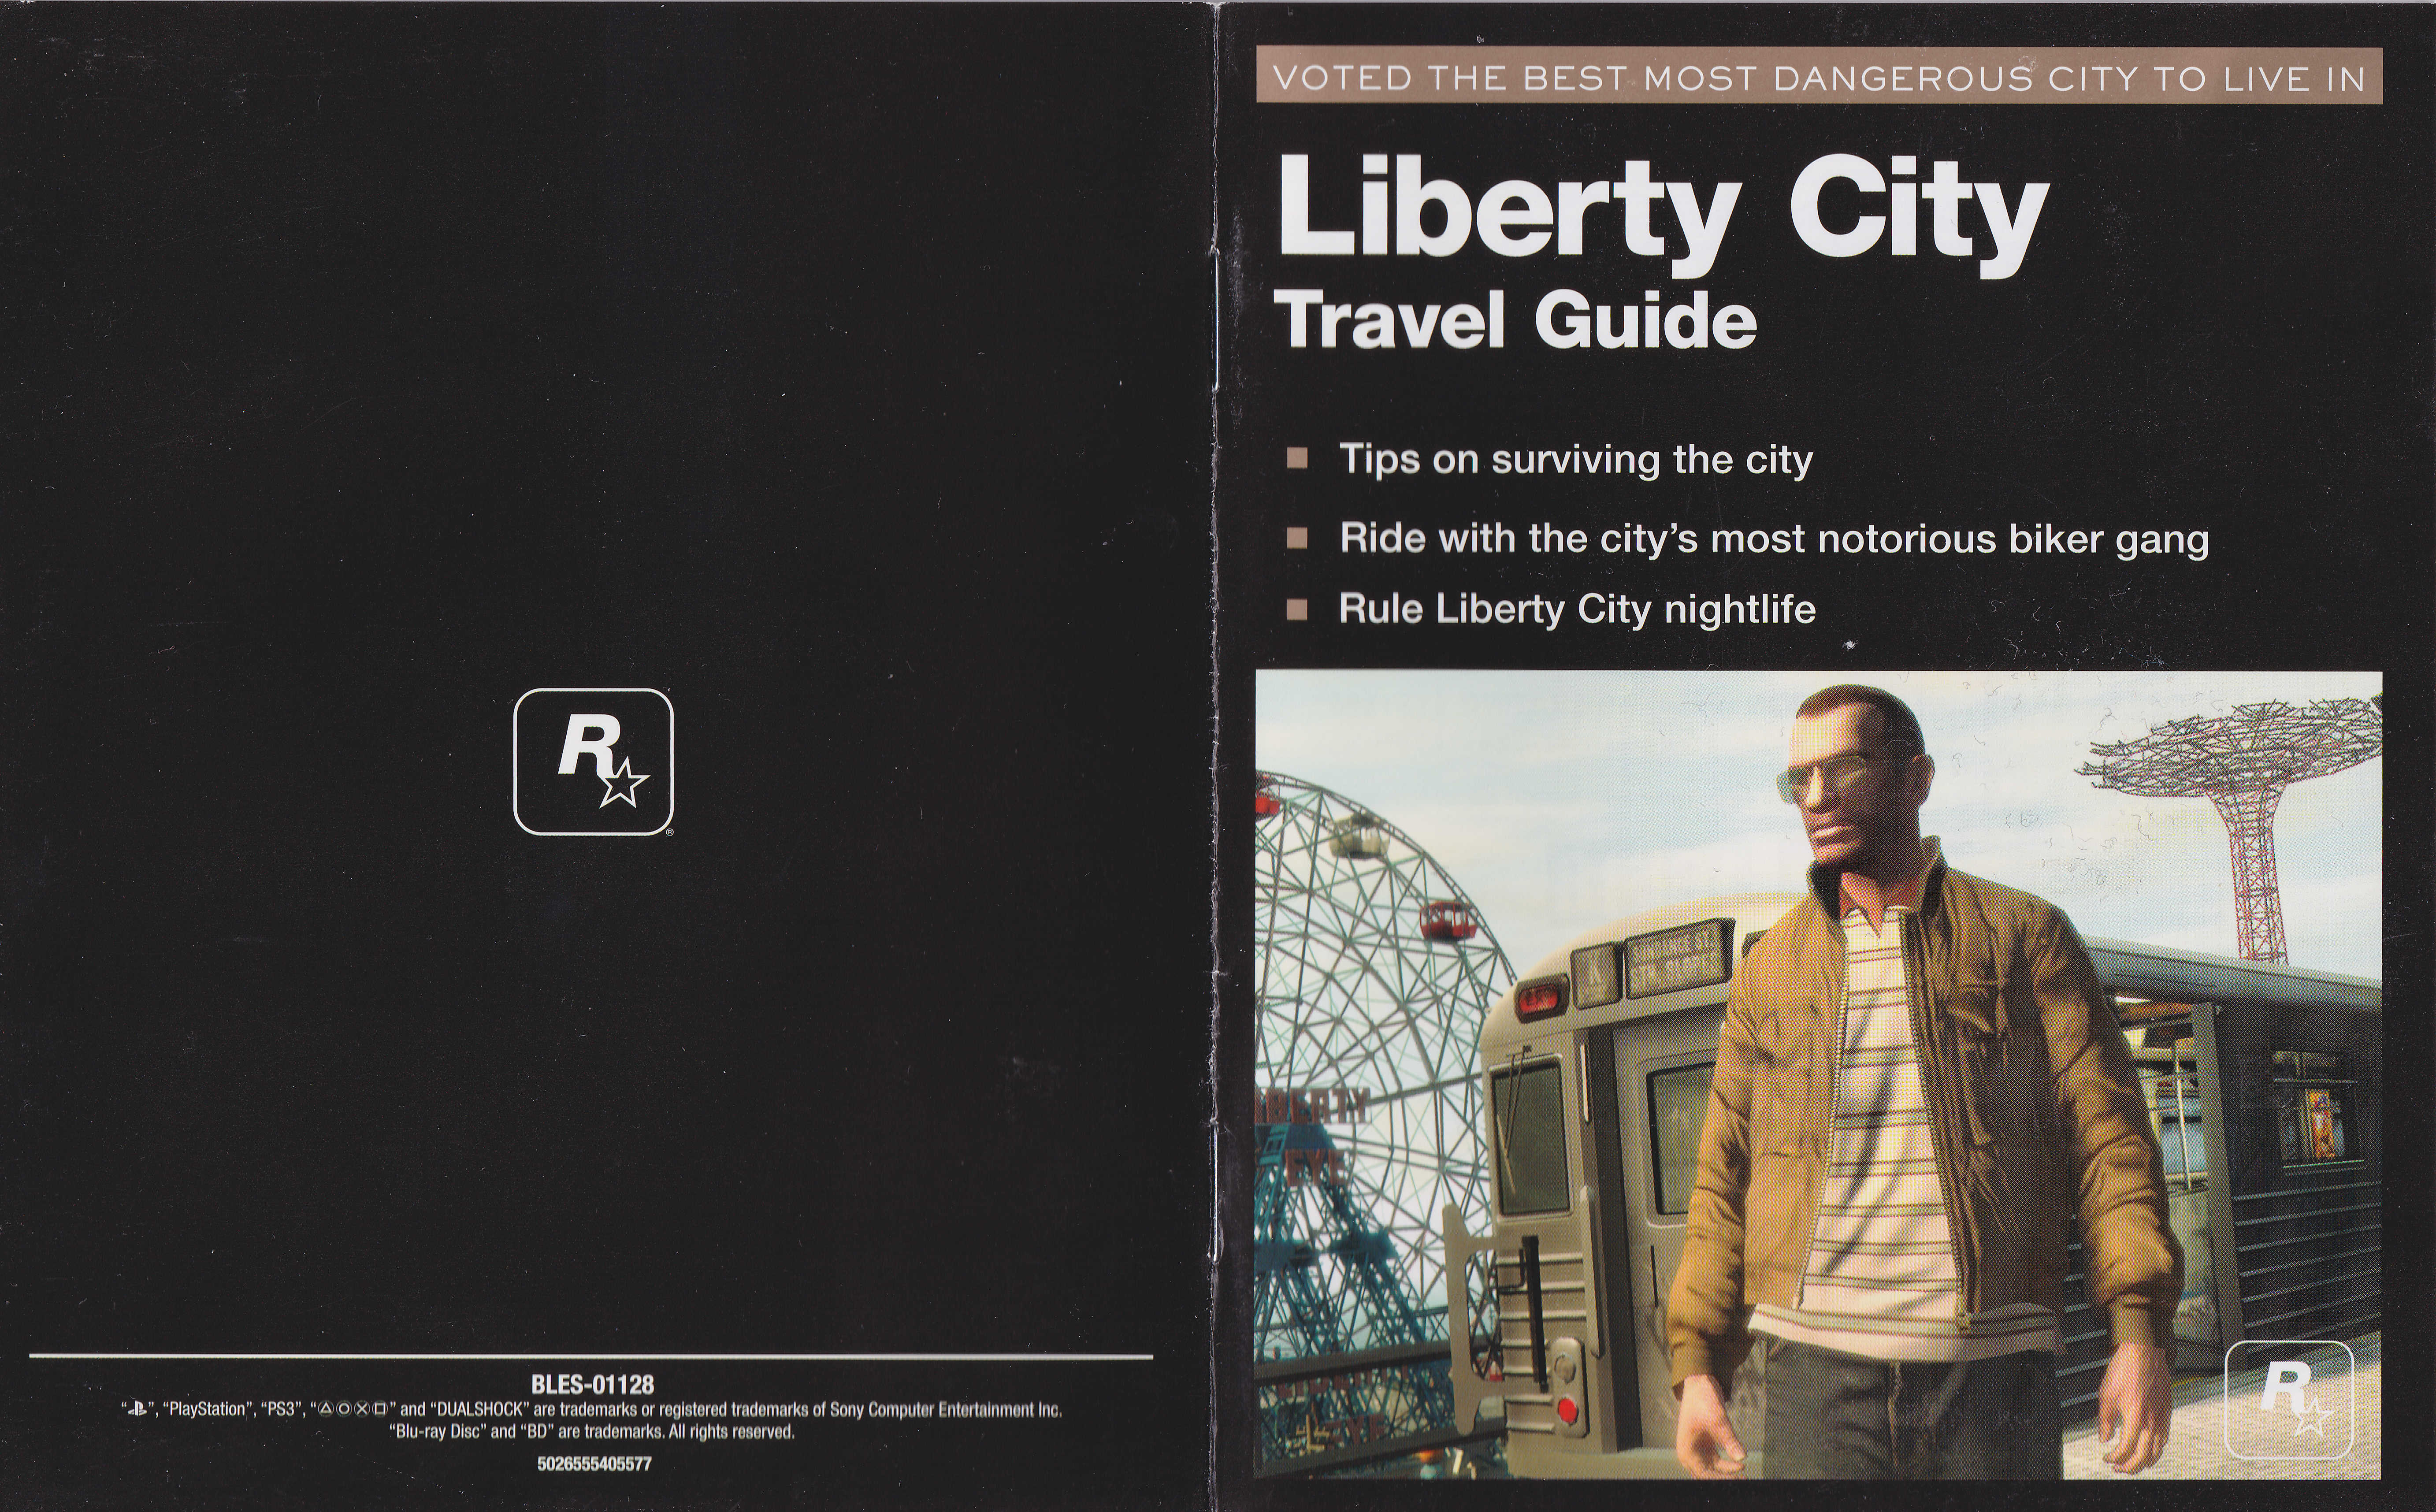 R
®
BLES-01128
“”, “PlayStation”, “PS3”, “△○✕□” and “DUALSHOCK” are trademarks or registered trademarks of Sony Computer Entertainment Inc.
“Blu-ray Disc” and “BD” are trademarks. All rights reserved.
5026555405577
VOTED THE BEST MOST DANGEROUS CITY TO LIVE IN
Liberty City
Travel Guide
■ Tips on surviving the city
■ Ride with the city’s most notorious biker gang
■ Rule Liberty City nightlife
K
SUNDANCE ST.
STH. SLOPES
LIBERTY
EYE
R